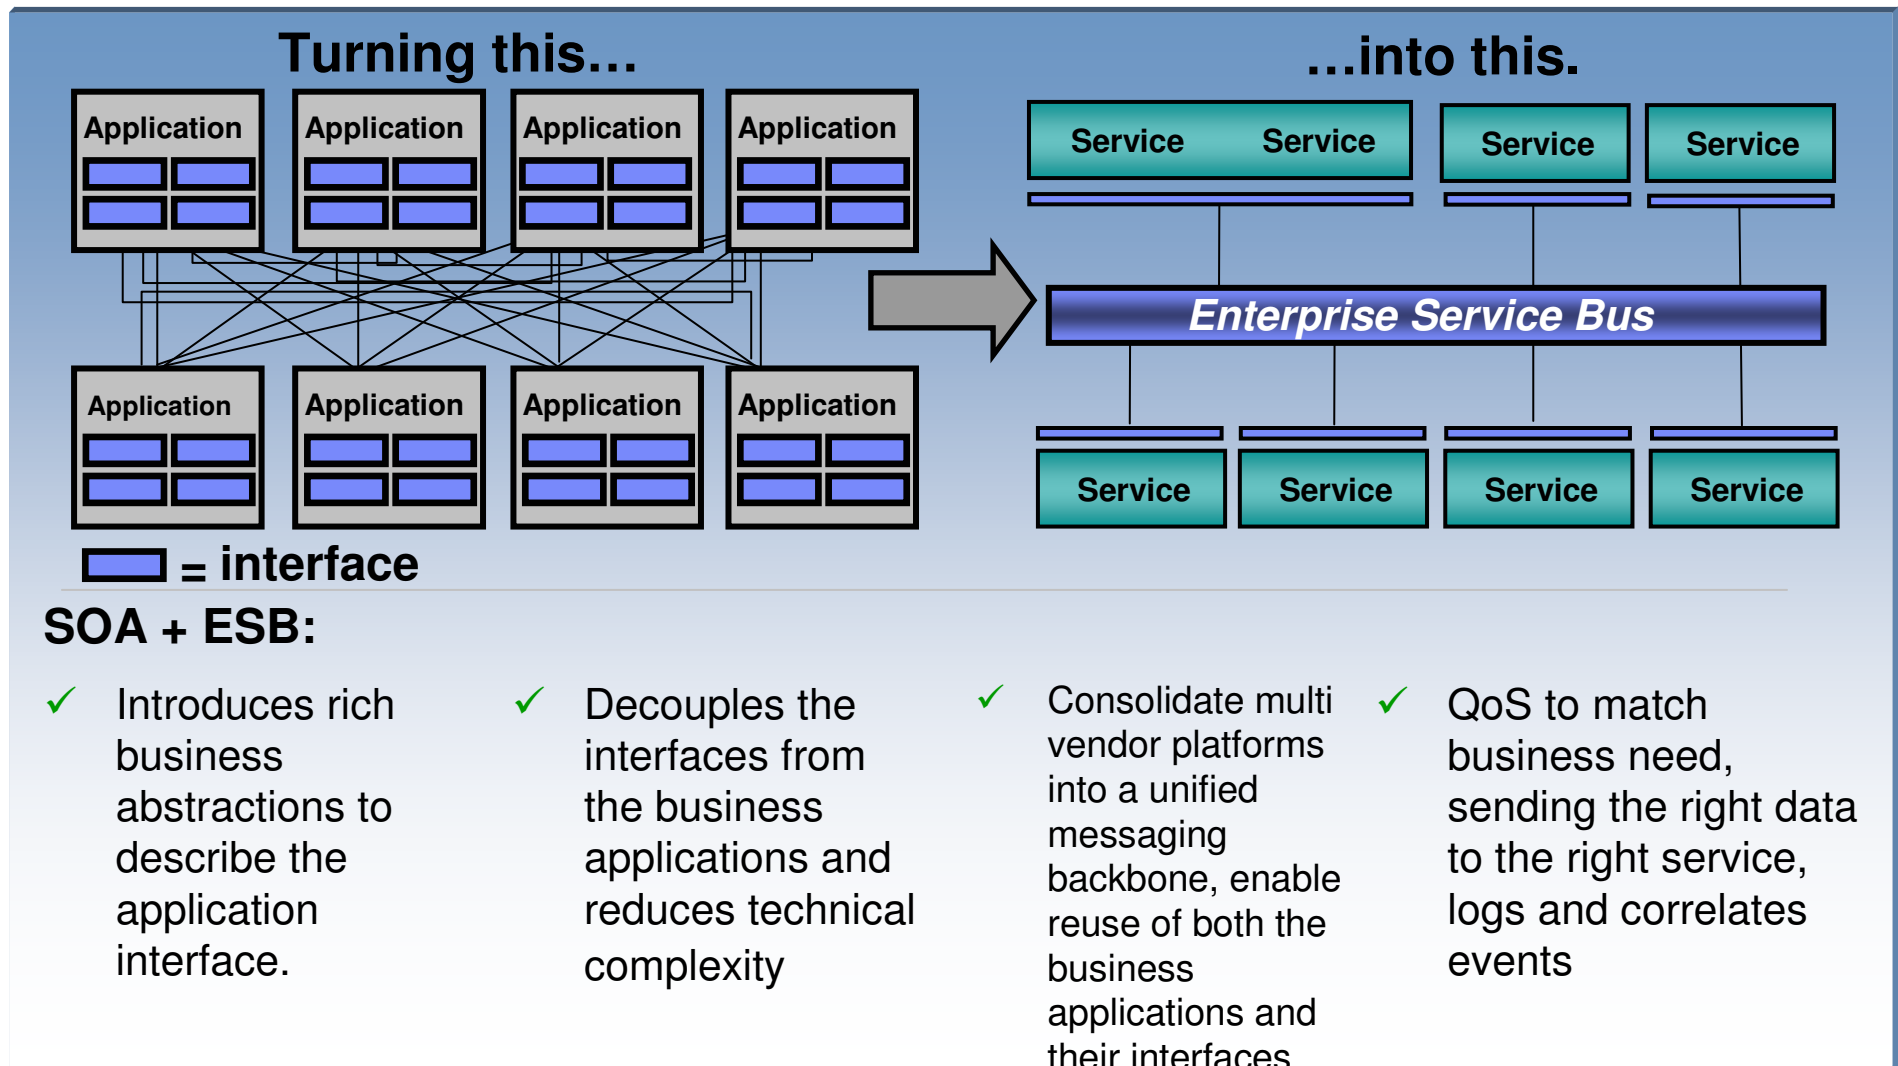 Turning this...
...into this.
Application
Application
Application
Application
Service
Service
Service
Service
Enterprise Service Bus
Application
Application
Application
Application
Service
Service
Service
Service
= interface
SOA + ESB:
✓ Introduces rich
business
abstractions to
describe the
application
interface.
✓ Decouples the
interfaces from
the business
applications and
reduces technical
complexity
✓ Consolidate multi
vendor platforms
into a unified
messaging
backbone, enable
reuse of both the
business
applications and
their interfaces
✓ QoS to match
business need,
sending the right data
to the right service,
logs and correlates
events